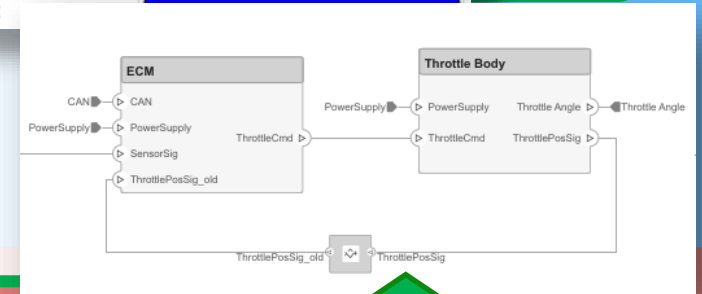 ECM
CAN
CAN
PowerSupply
PowerSupply
SensorSig
ThrottlePosSig_old
ThrottleCmd
Throttle Body
PowerSupply
PowerSupply
ThrottleCmd
Throttle Angle
Throttle Angle
ThrottlePosSig
ThrottlePosSig_old
ThrottlePosSig